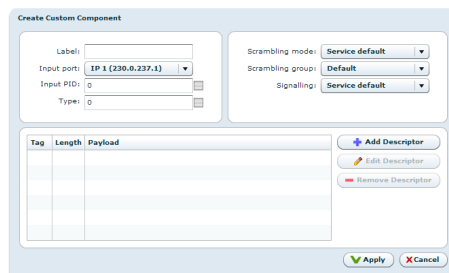 Create Custom Component
Label:
Input port: IP 1 (230.0.237.1)
Input PID: 0
Type: 0
Scrambling mode: Service default
Scrambling group: Default
Signalling: Service default
Tag Length Payload
Add Descriptor
Edit Descriptor
Remove Descriptor
Apply Cancel